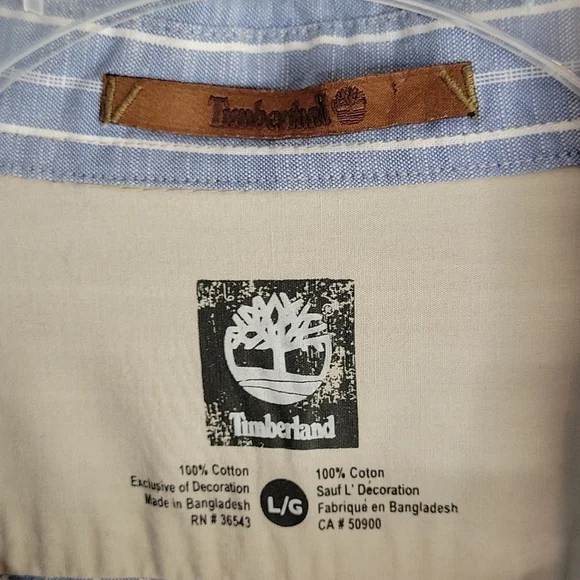 Timberland
®
Timberland
100% Cotton
Exclusive of Decoration
Made in Bangladesh
RN # 36543
L/G
100% Coton
Sauf L' Décoration
Fabriqué en Bangladesh
CA # 50900